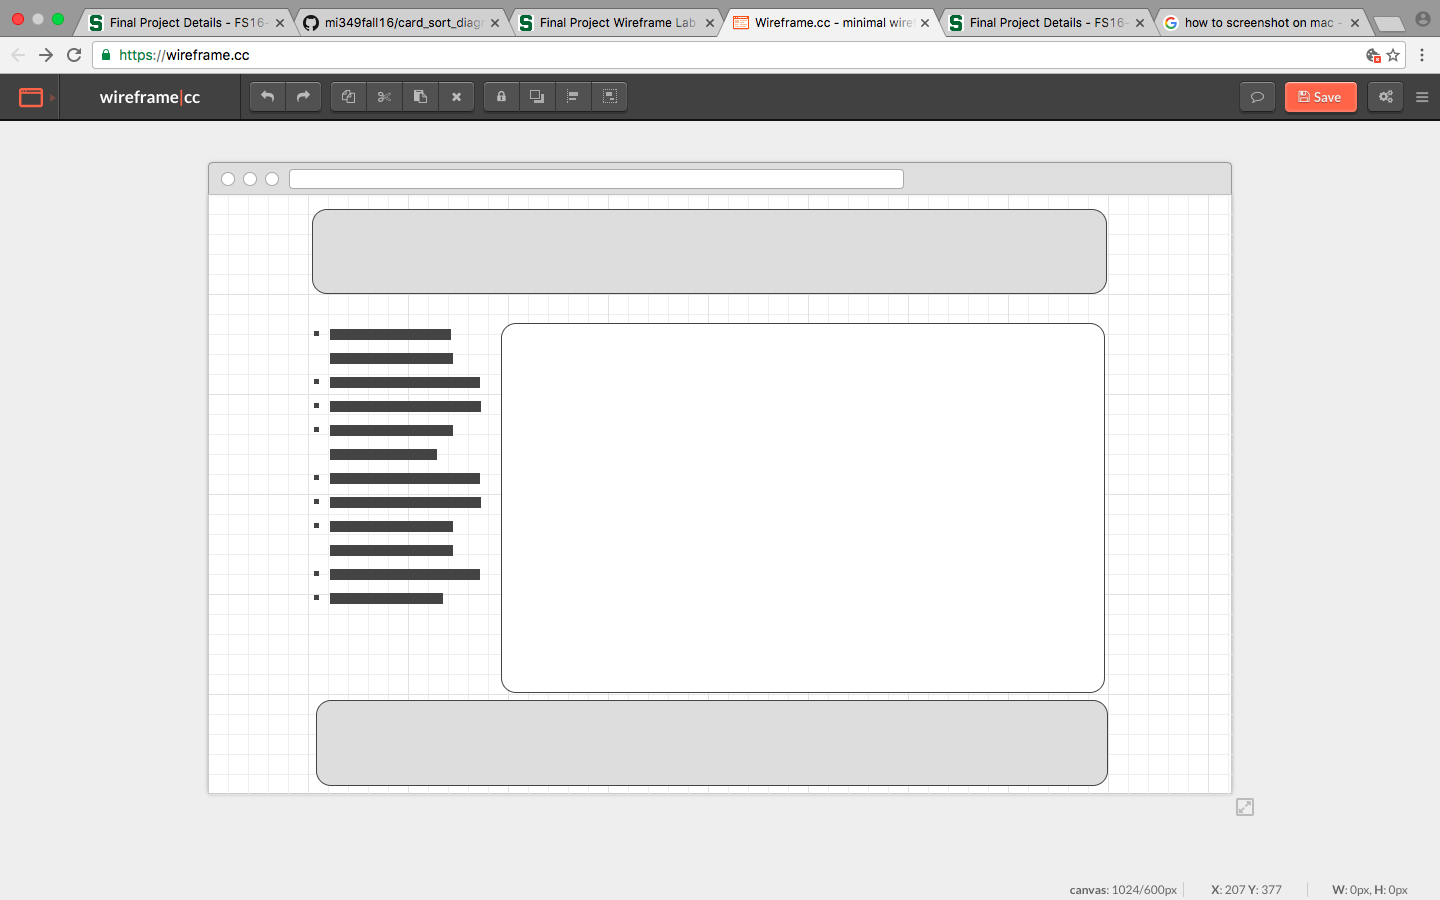 Final Project Details - FS16-
mi349fall16/card_sort_diagr
Final Project Wireframe Lab
Wireframe.cc - minimal wire
Final Project Details - FS16-
how to screenshot on mac -
https://wireframe.cc
wireframe|cc
Save
canvas: 1024/600px
X: 207 Y: 377
W: 0px, H: 0px